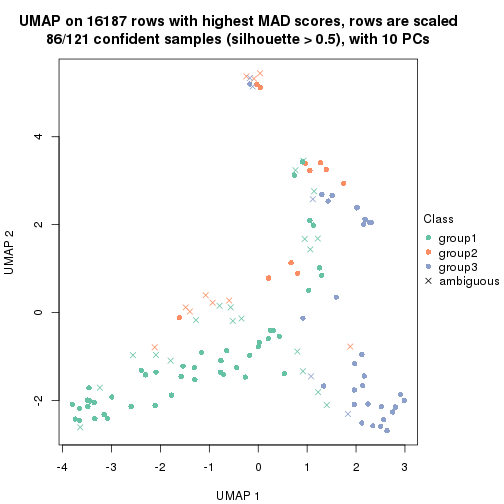 UMAP on 16187 rows with highest MAD scores, rows are scaled
86/121 confident samples (silhouette > 0.5), with 10 PCs
UMAP 2
4
2
0
-2
-4
-3
-2
-1
0
1
2
3
UMAP 1
Class
group1
group2
group3
ambiguous